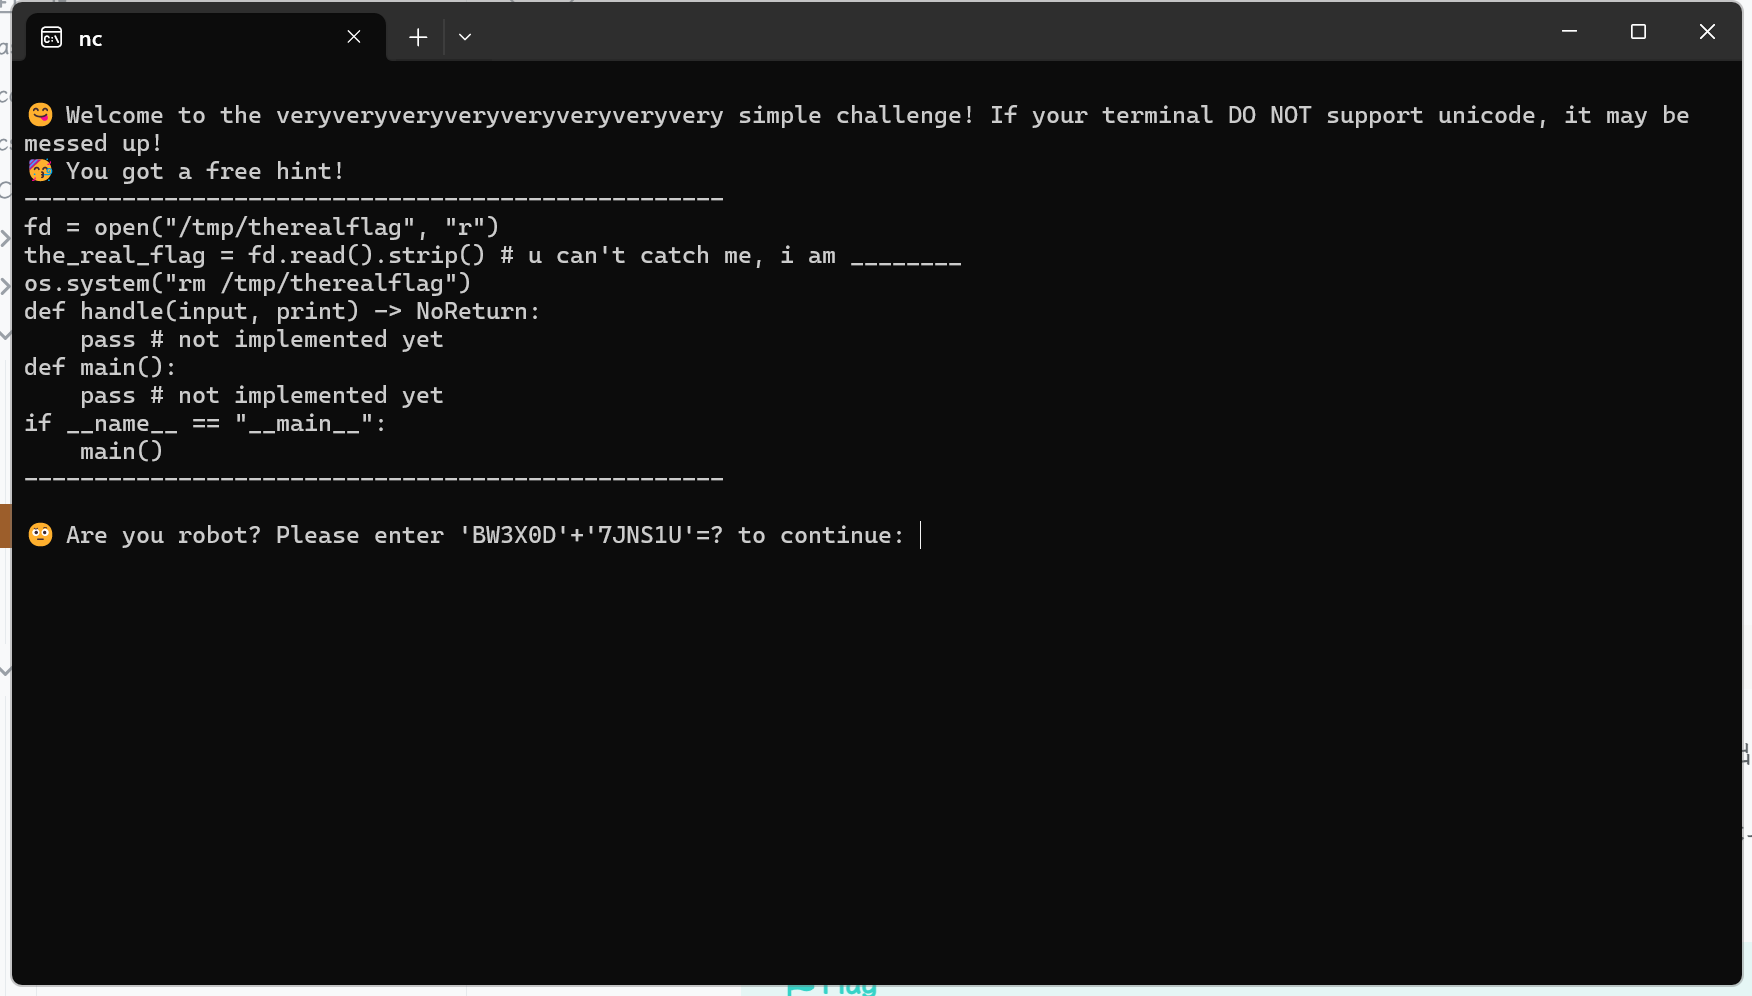 nc
🤗 Welcome to the veryveryveryveryveryveryveryvery simple challenge! If your terminal DO NOT support unicode, it may be
messed up!
🥳 You got a free hint!
--------------------------------------------------
fd = open("/tmp/therealflag", "r")
the_real_flag = fd.read().strip() # u can't catch me, i am ________
os.system("rm /tmp/therealflag")
def handle(input, print) -> NoReturn:
    pass # not implemented yet
def main():
    pass # not implemented yet
if __name__ == "__main__":
    main()
--------------------------------------------------
😳 Are you robot? Please enter 'BW3X0D'+'7JNS1U'=? to continue:
Flag